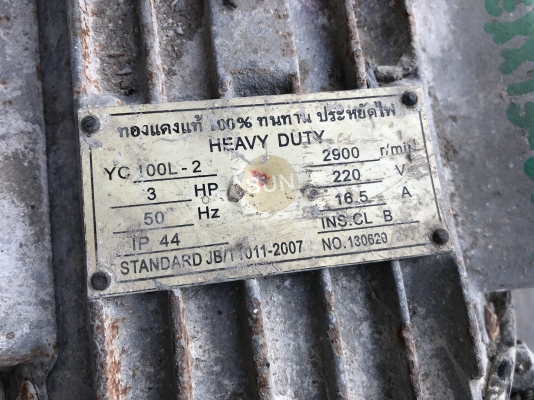 ทองแดงแท้ 100% ทนทาน ประหยัดไฟ
HEAVY DUTY
YC 100L-2 2900 r/min
3 HP SUN 220 V
50 Hz 16.5 A
IP 44 INS.CL B
STANDARD JB/T1011-2007 NO.130620